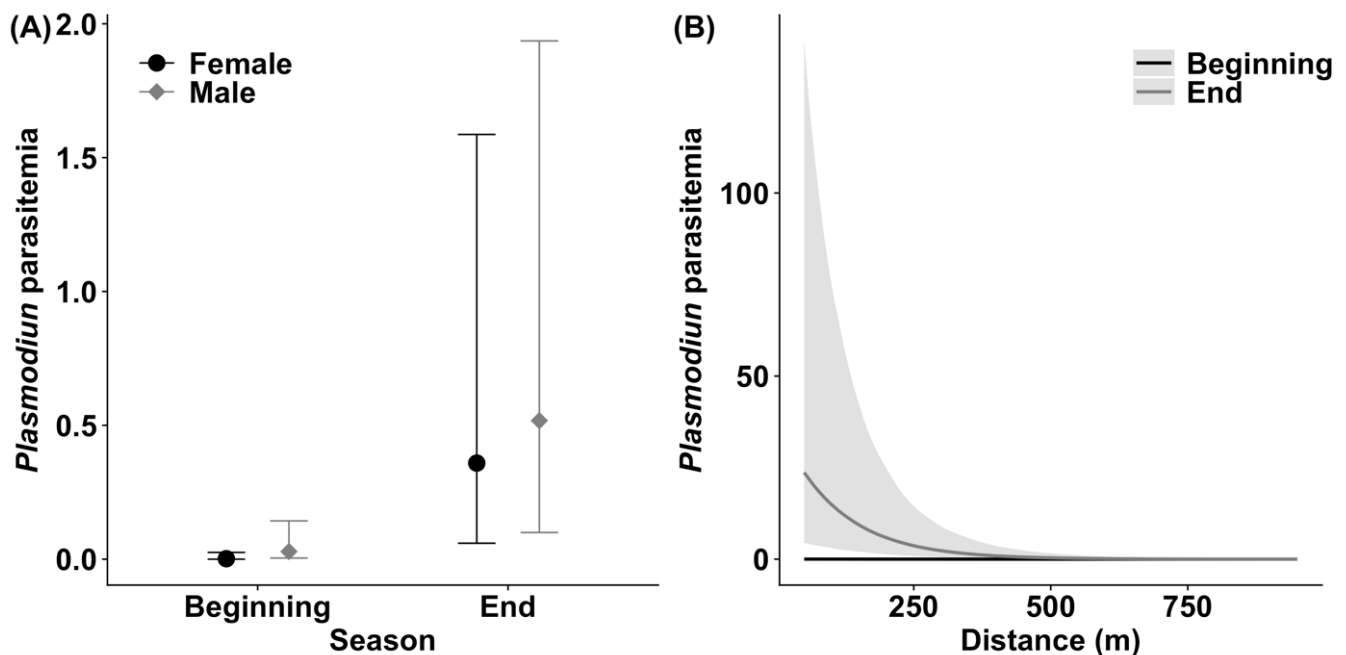 (A)
Plasmodiun parasitemia
2.0
1.5
1.0
0.5
0.0
Female
Male
Beginning
End
Season
(B)
Plasmodiun parasitemia
100
50
0
Beginning
End
250
500
750
Distance (m)